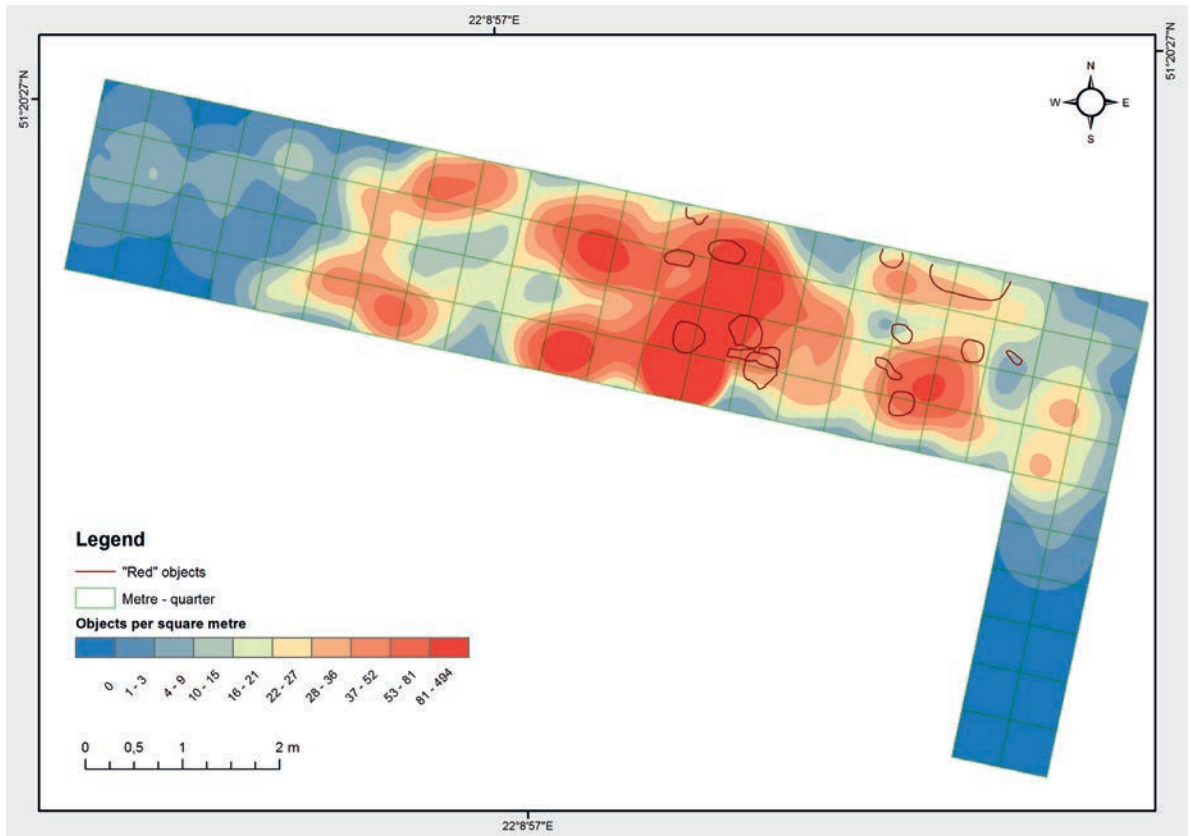 22°8'57"E
51°20'27"N
51°20'27"N
N
W E
S
Legend
"Red" objects
Metre - quarter
Objects per square metre
0 1 - 3 4 - 9 10 - 15 16 - 21 22 - 27 28 - 36 37 - 52 53 - 81 81 - 494
0 0,5 1 2 m
22°8'57"E